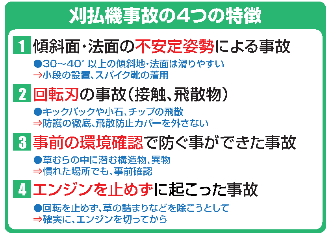 刈払機事故の4つの特徴
1 傾斜面・法面の不安定姿勢による事故
●30～40°以上の傾斜地・法面は滑りやすい
⇒小段の設置、スパイク靴の着用
2 回転刃の事故(接触、飛散物)
●キックバックや小石、チップの飛散
⇒防護の徹底、飛散防止カバーを外さない
3 事前の環境確認で防ぐ事ができた事故
●草むらの中に潜む構造物、異物
⇒慣れた場所でも、事前確認
4 エンジンを止めずに起こった事故
●回転を止めず、草の詰まりなどを除こうとして
⇒確実に、エンジンを切ってから